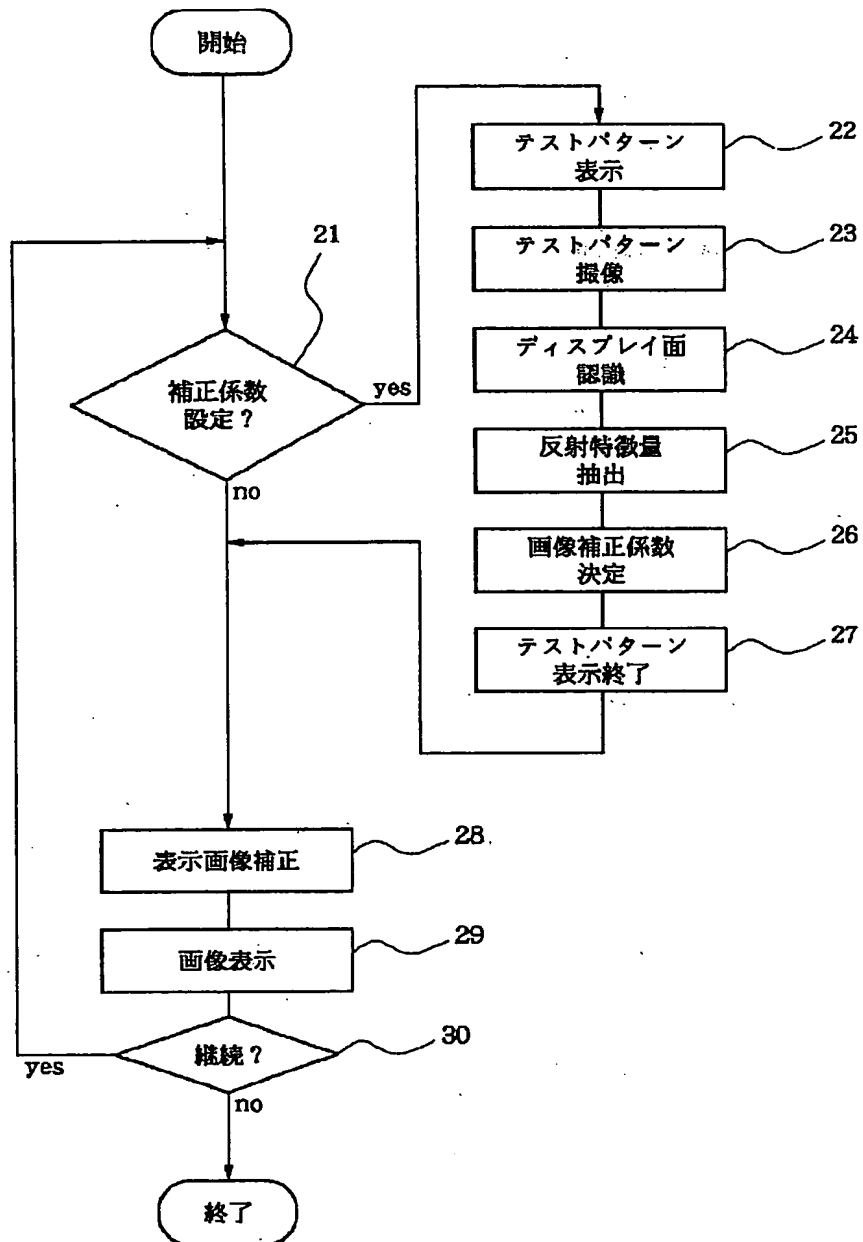 開始
21
補正係数
設定？
yes
no
テストパターン
表示
22
テストパターン
撮像
23
ディスプレイ面
認識
24
反射特徴量
抽出
25
画像補正係数
決定
26
テストパターン
表示終了
27
表示画像補正
28
画像表示
29
継続？
30
yes
no
終了